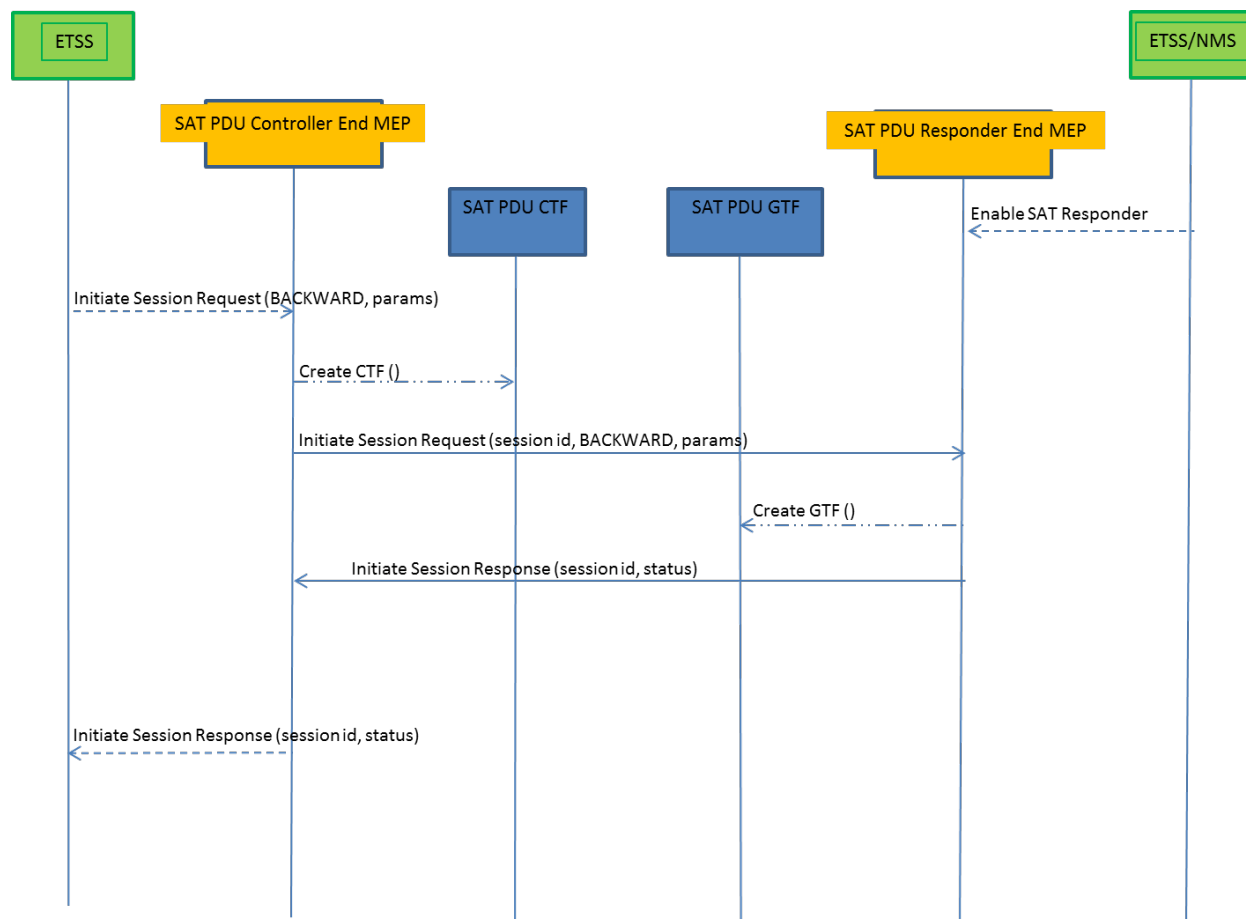 ETSS
ETSS/NMS
SAT PDU Controller End MEP
SAT PDU Responder End MEP
SAT PDU CTF
SAT PDU GTF
Enable SAT Responder
Initiate Session Request (BACKWARD, params)
Create CTF ()
Initiate Session Request (session id, BACKWARD, params)
Create GTF ()
Initiate Session Response (session id, status)
Initiate Session Response (session id, status)